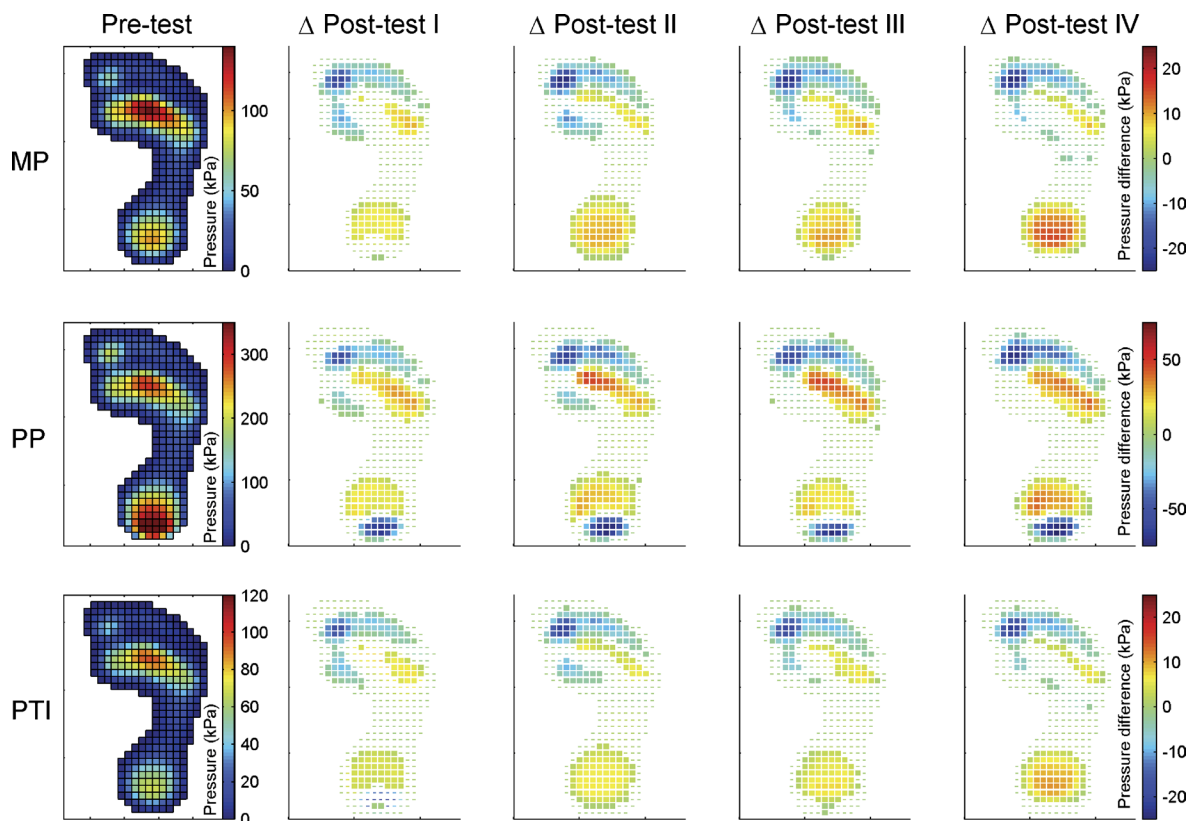 Pre-test
Δ Post-test I
Δ Post-test II
Δ Post-test III
Δ Post-test IV
MP
Pressure (kPa)
100
50
0
Pressure difference (kPa)
20
10
0
-10
-20
PP
Pressure (kPa)
300
200
100
0
Pressure difference (kPa)
50
0
-50
PTI
Pressure (kPa)
120
100
80
60
40
20
0
Pressure difference (kPa)
20
10
0
-10
-20